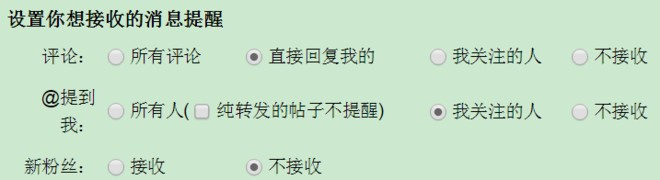 设置你想接收的消息提醒
评论： 所有评论 直接回复我的 我关注的人 不接收
@提到我： 所有人( 纯转发的帖子不提醒) 我关注的人 不接收
新粉丝： 接收 不接收